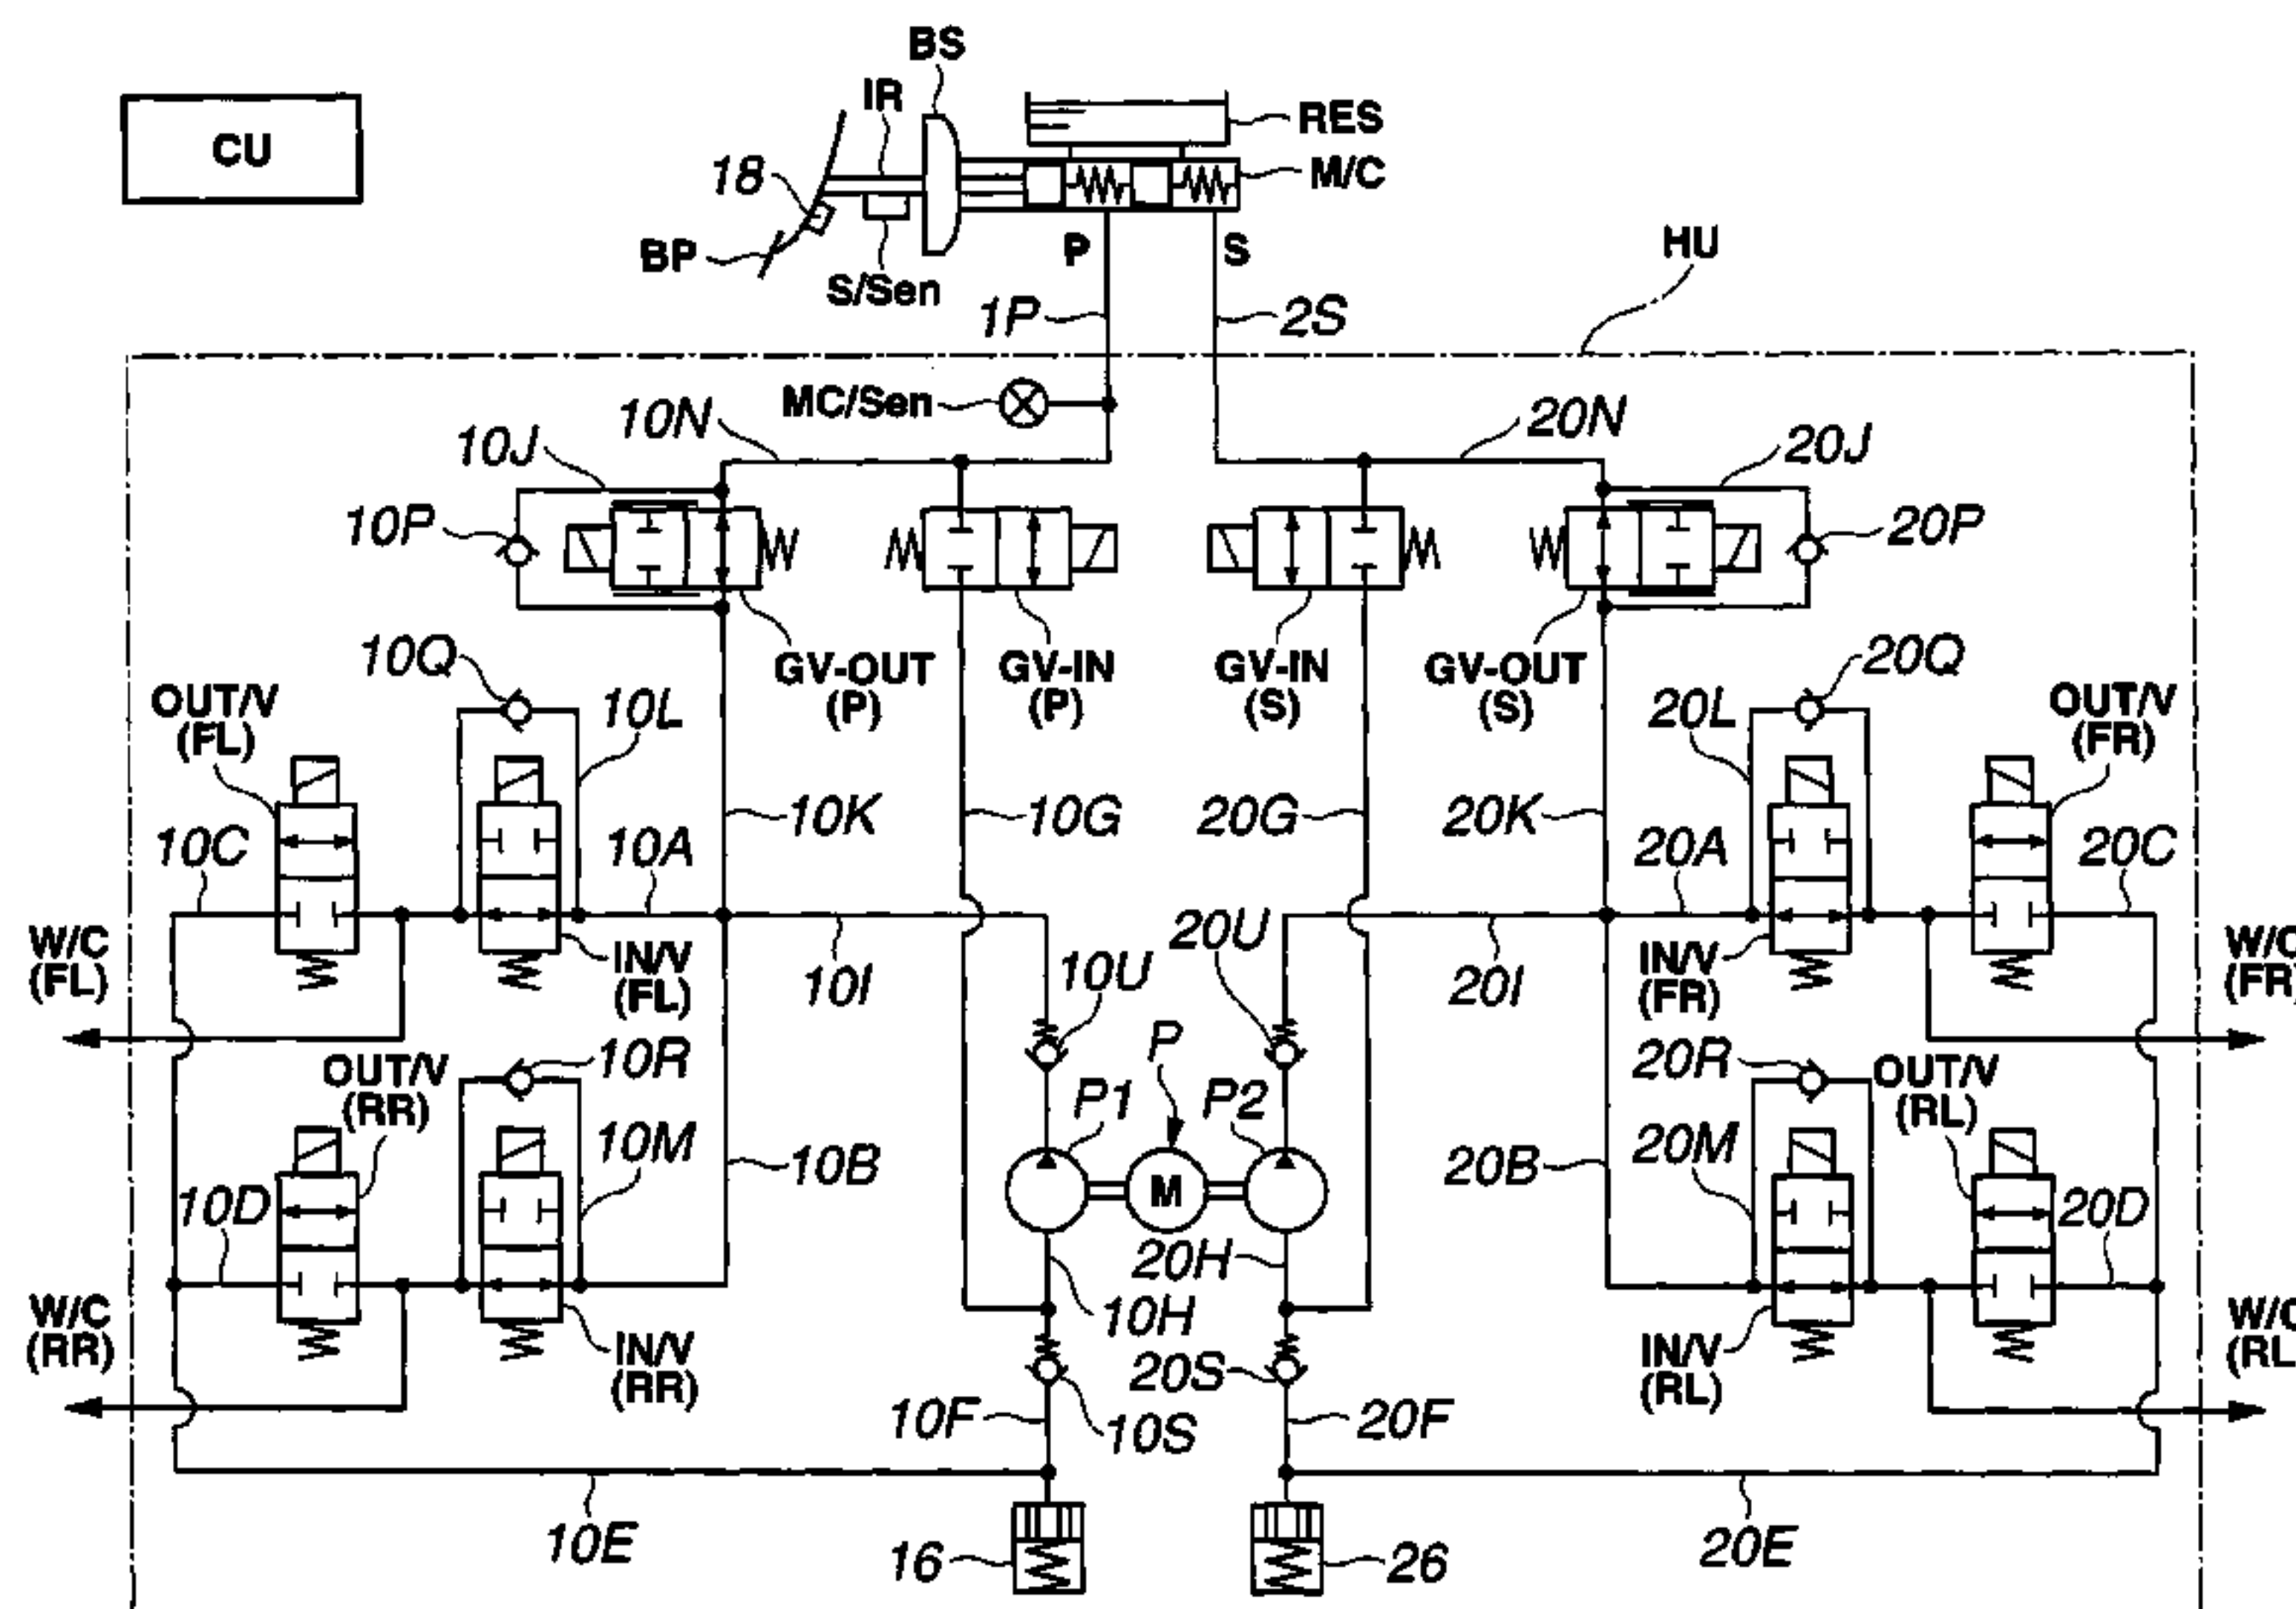 BS
IR
CU
RES
18
M/C
BP
P
S
HU
S/Sen
1P
2S
MC/Sen
10N
20N
10J
20J
10P
20P
10Q
GV-OUT
(P)
GV-IN
(P)
GV-IN
(S)
GV-OUT
(S)
20Q
OUT/V
(FL)
10L
20L
OUT/V
(FR)
10C
10A
10K
10G
20G
20K
20A
20C
W/C
(FL)
IN/V
(FL)
10I
10U
20U
20I
IN/V
(FR)
W/C
(FR)
OUT/V
(RR)
10R
P
20R
OUT/V
(RL)
P1
P2
10D
10M
10B
M
20B
20M
20D
20H
10H
W/C
(RR)
IN/V
(RR)
20S
IN/V
(RL)
W/C
(RL
10F
10S
20F
10E
20E
16
26